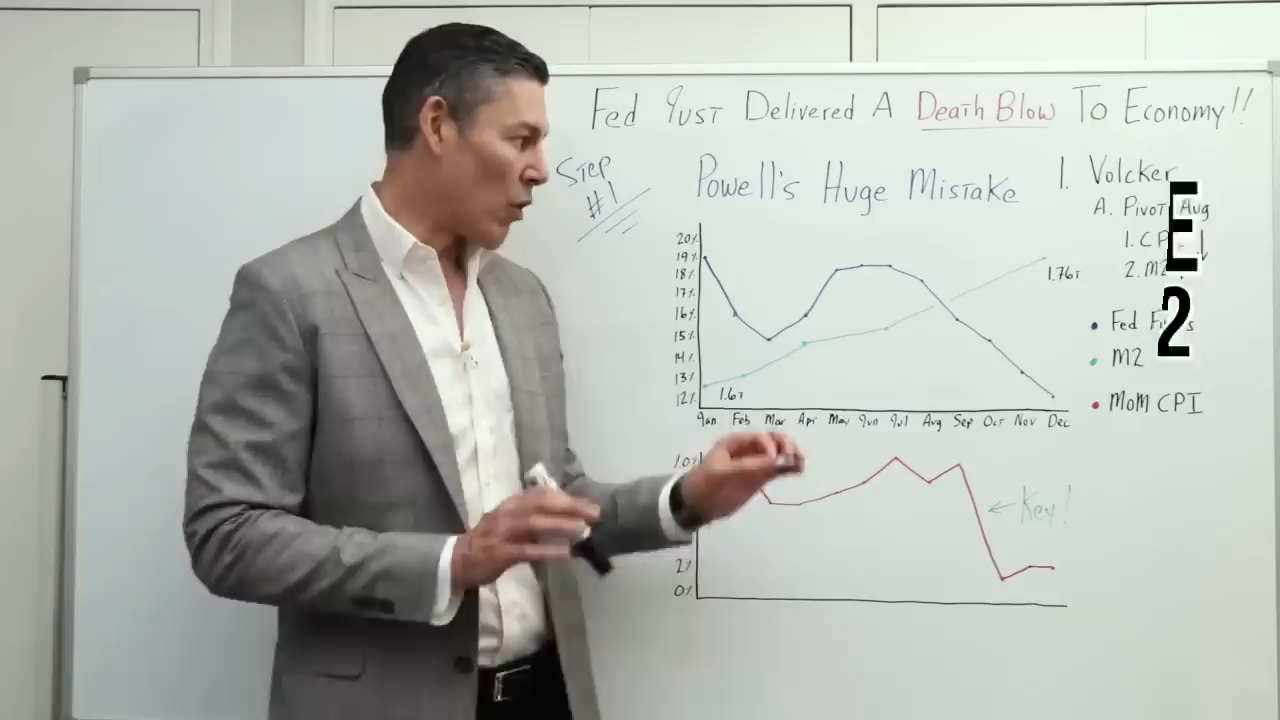 Fed Just Delivered A Death Blow To Economy!!
Step
#1
Powell's Huge Mistake
1. Volcker
A. Pivot Aug
1. CP
2. M2
E
2
20%
19%
18%
17%
16%
15%
14%
13%
12%
1.6T
1.76T
Jan Feb Mar Apr May Jun Jul Aug Sep Oct Nov Dec
• Fed
• M2
• MoM CPI
← Key!
2%
0%